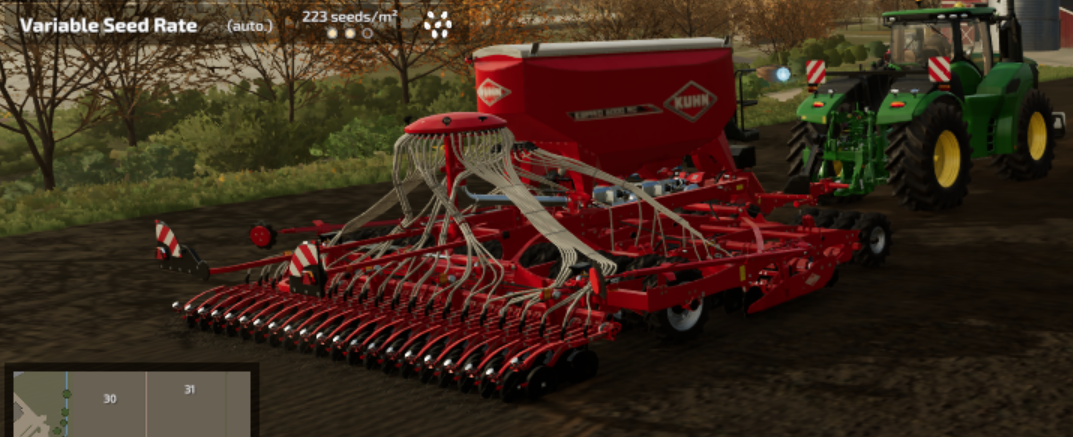 Variable Seed Rate (auto.) 223 seeds/m²
KUHN
KUHN
30
31